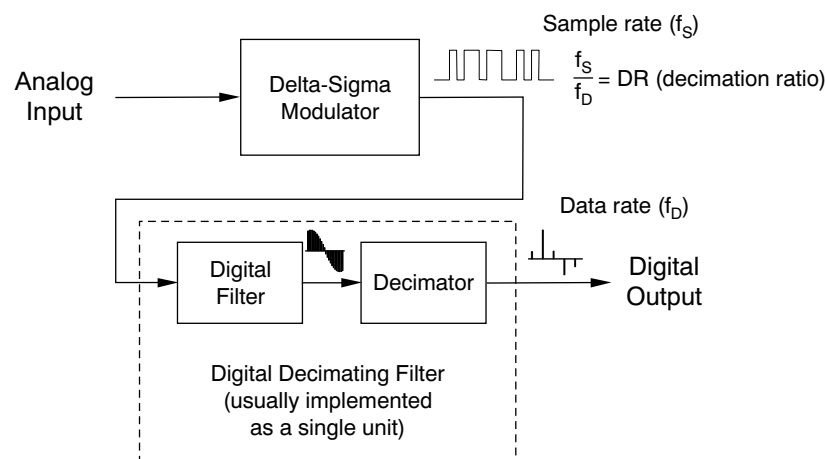 Sample rate (fS)
Analog
Input
Delta-Sigma
Modulator
fS
fD
= DR (decimation ratio)
Data rate (fD)
Digital
Filter
Decimator
Digital
Output
Digital Decimating Filter
(usually implemented
as a single unit)